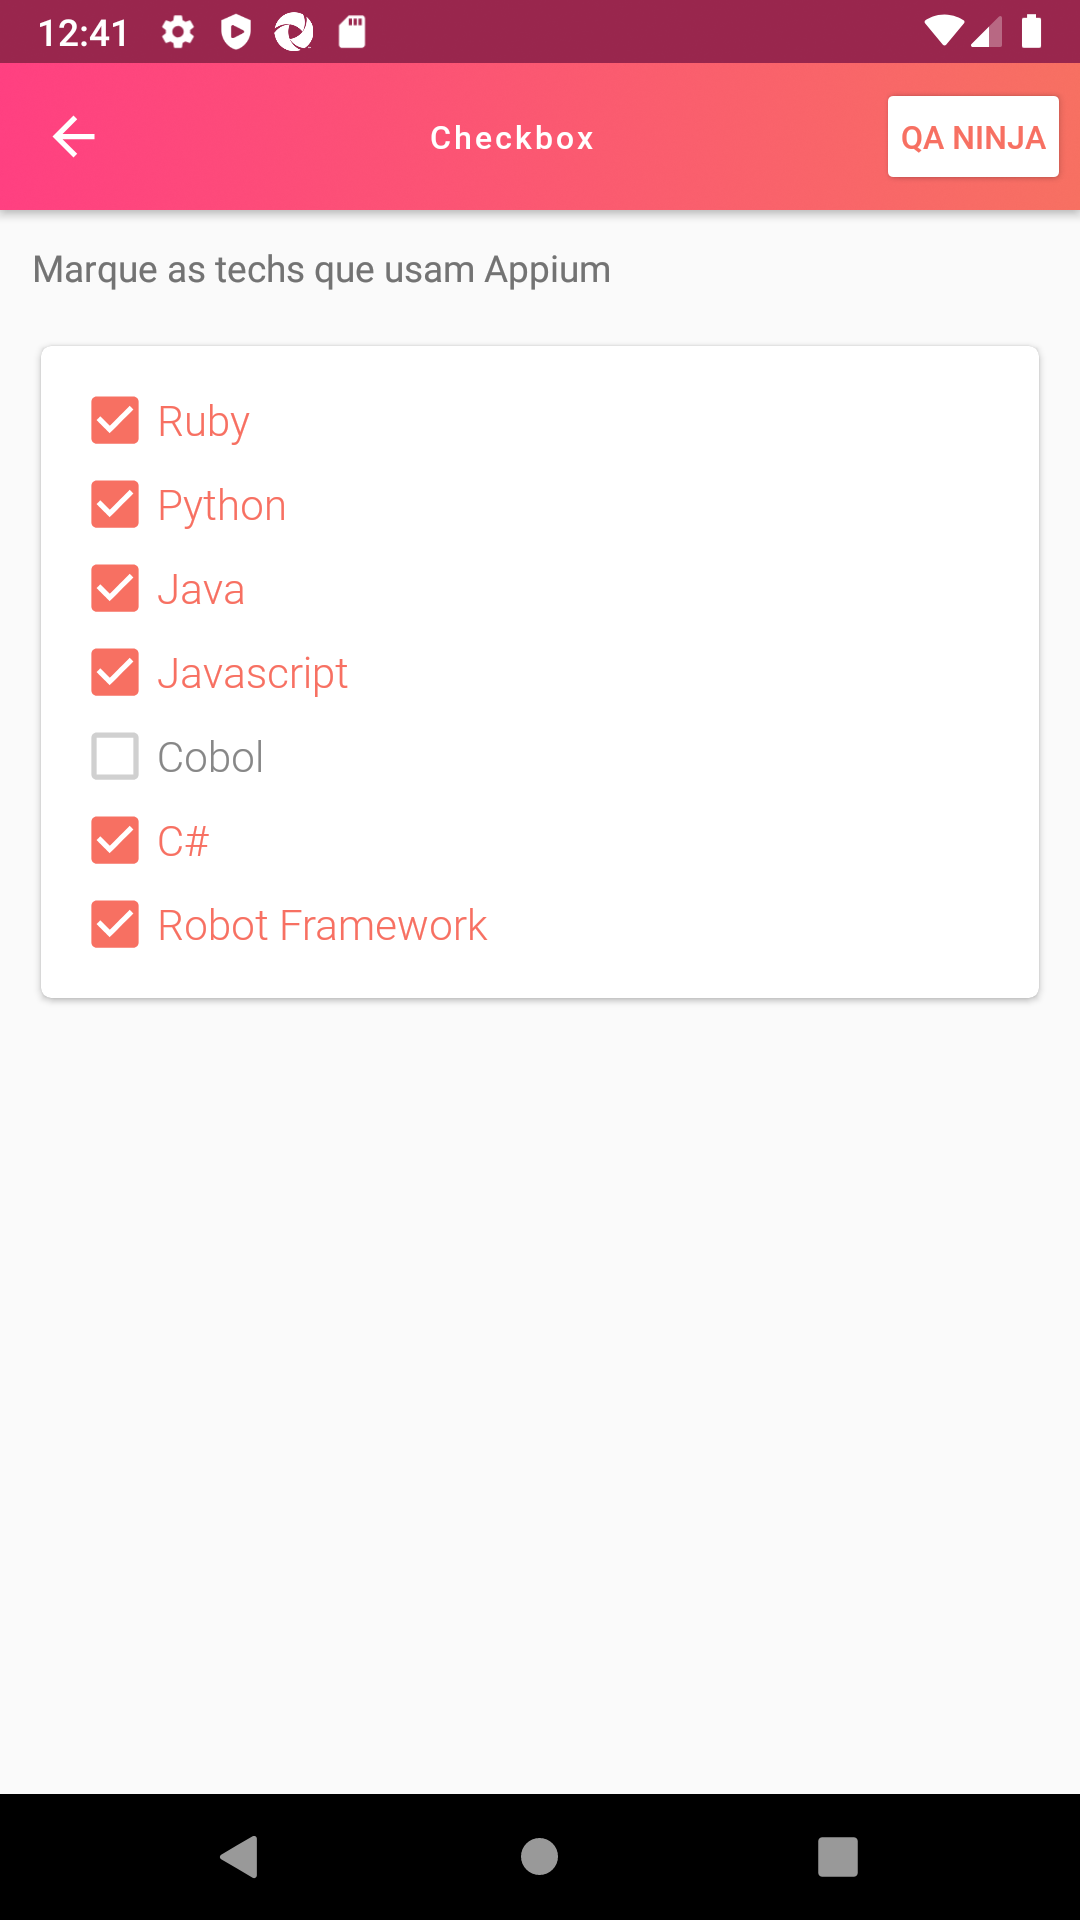 12:41
Checkbox
QA NINJA
Marque as techs que usam Appium
Ruby
Python
Java
Javascript
Cobol
C#
Robot Framework